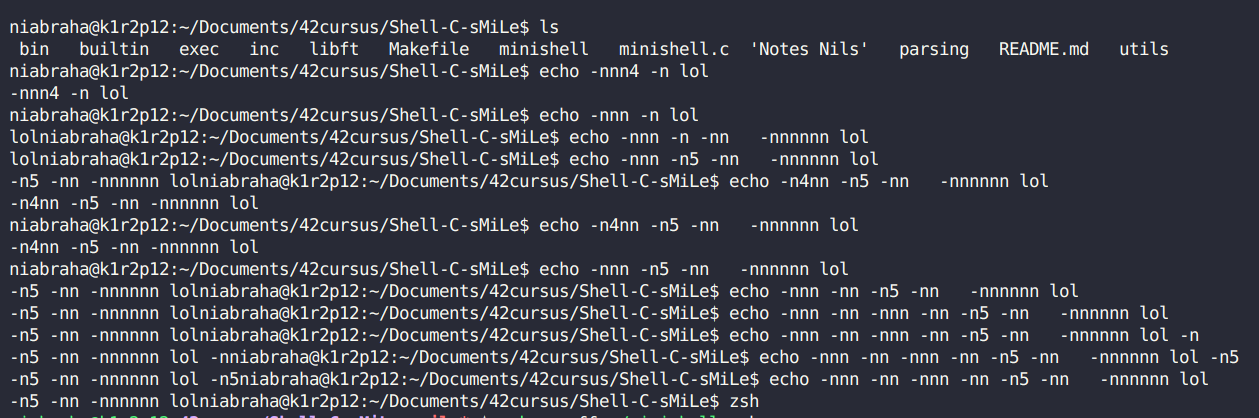 niabraha@k1r2p12:~/Documents/42cursus/Shell-C-sMiLe$ ls
bin builtin exec inc libft Makefile minishell minishell.c 'Notes Nils' parsing README.md utils
niabraha@k1r2p12:~/Documents/42cursus/Shell-C-sMiLe$ echo -nnn4 -n lol
-nnn4 -n lol
niabraha@k1r2p12:~/Documents/42cursus/Shell-C-sMiLe$ echo -nnn -n lol
lolniabraha@k1r2p12:~/Documents/42cursus/Shell-C-sMiLe$ echo -nnn -n -nn   -nnnnnn lol
lolniabraha@k1r2p12:~/Documents/42cursus/Shell-C-sMiLe$ echo -nnn -n5 -nn   -nnnnnn lol
-n5 -nn -nnnnnn lolniabraha@k1r2p12:~/Documents/42cursus/Shell-C-sMiLe$ echo -n4nn -n5 -nn   -nnnnnn lol
-n4nn -n5 -nn -nnnnnn lol
niabraha@k1r2p12:~/Documents/42cursus/Shell-C-sMiLe$ echo -n4nn -n5 -nn   -nnnnnn lol
-n4nn -n5 -nn -nnnnnn lol
niabraha@k1r2p12:~/Documents/42cursus/Shell-C-sMiLe$ echo -nnn -n5 -nn   -nnnnnn lol
-n5 -nn -nnnnnn lolniabraha@k1r2p12:~/Documents/42cursus/Shell-C-sMiLe$ echo -nnn -nn -n5 -nn   -nnnnnn lol
-n5 -nn -nnnnnn lolniabraha@k1r2p12:~/Documents/42cursus/Shell-C-sMiLe$ echo -nnn -nn -nnn -nn -n5 -nn   -nnnnnn lol
-n5 -nn -nnnnnn lolniabraha@k1r2p12:~/Documents/42cursus/Shell-C-sMiLe$ echo -nnn -nn -nnn -nn -n5 -nn   -nnnnnn lol -n
-n5 -nn -nnnnnn lol -nniabraha@k1r2p12:~/Documents/42cursus/Shell-C-sMiLe$ echo -nnn -nn -nnn -nn -n5 -nn   -nnnnnn lol -n5
-n5 -nn -nnnnnn lol -n5niabraha@k1r2p12:~/Documents/42cursus/Shell-C-sMiLe$ echo -nnn -nn -nnn -nn -n5 -nn   -nnnnnn lol
-n5 -nn -nnnnnn lolniabraha@k1r2p12:~/Documents/42cursus/Shell-C-sMiLe$ zsh